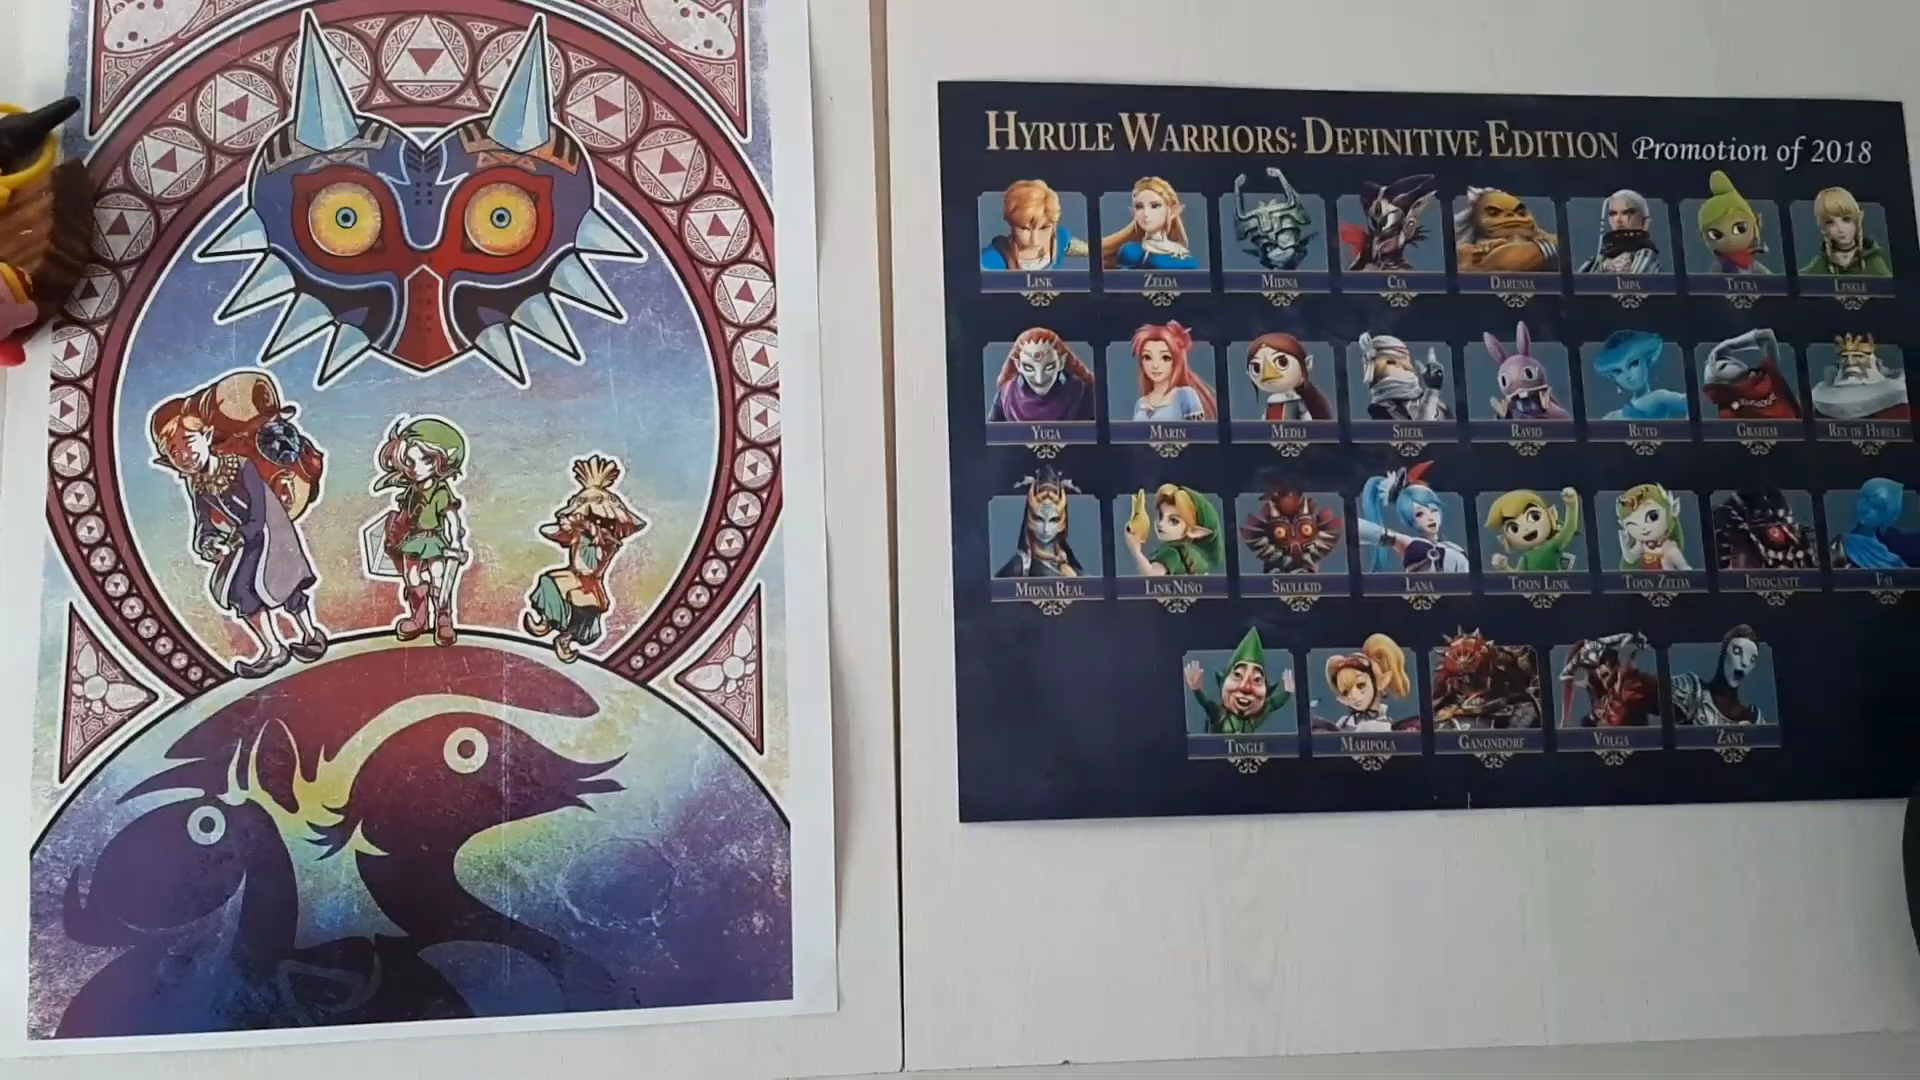 HYRULE WARRIORS: DEFINITIVE EDITION Promotion of 2018
LINK ZELDA MIDNA CIA DARUNIA IMPA TETRA LINKLE
YUGA MARIN MEDLI SHEIK RAVIO RUTO GRAHIM REY DE HYRULE
MIDNA REAL LINK NIÑO SKULLKID LANA TOON LINK TOON ZELDA INVOCANTE FAY
TINGLE MARIPOLA GANONDORF VOLGA ZANT